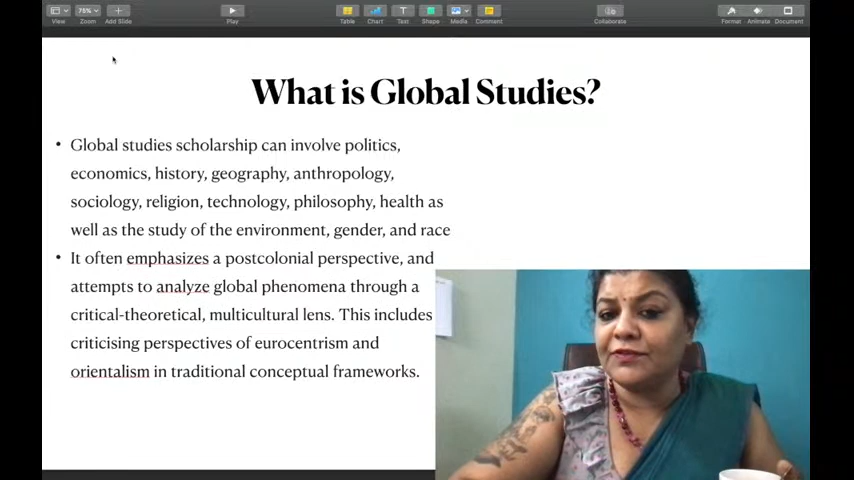 View
75%
Zoom
Add Slide
Play
Table
Chart
Text
Shape
Media
Comment
Collaborate
Format
Animate
Document
What is Global Studies?
• Global studies scholarship can involve politics,
economics, history, geography, anthropology,
sociology, religion, technology, philosophy, health as
well as the study of the environment, gender, and race
• It often emphasizes a postcolonial perspective, and
attempts to analyze global phenomena through a
critical-theoretical, multicultural lens. This includes
criticising perspectives of eurocentrism and
orientalism in traditional conceptual frameworks.